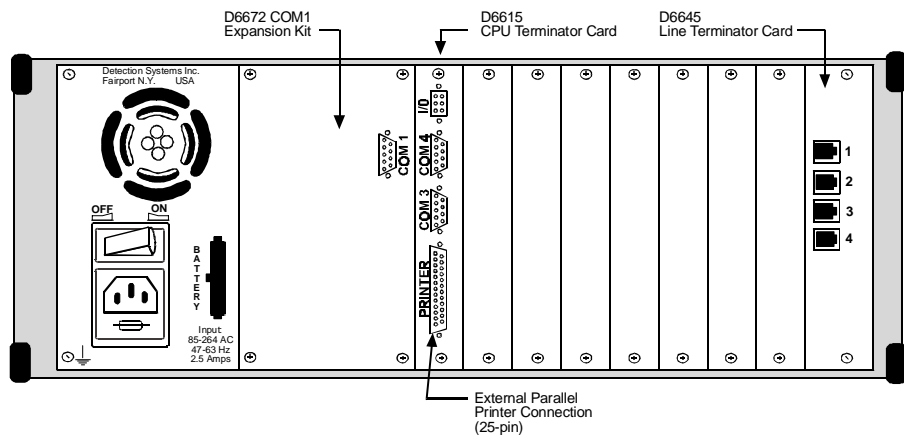 D6672 COM1
Expansion Kit
D6615
CPU Terminator Card
D6645
Line Terminator Card
Detection Systems Inc.
Fairport N.Y. USA
OFF ON
BATTERY
Input:
85-264 AC
47-63 Hz
2.5 Amps
COM 1
I/O
COM 4
COM 3
PRINTER
1
2
3
4
External Parallel
Printer Connection
(25-pin)